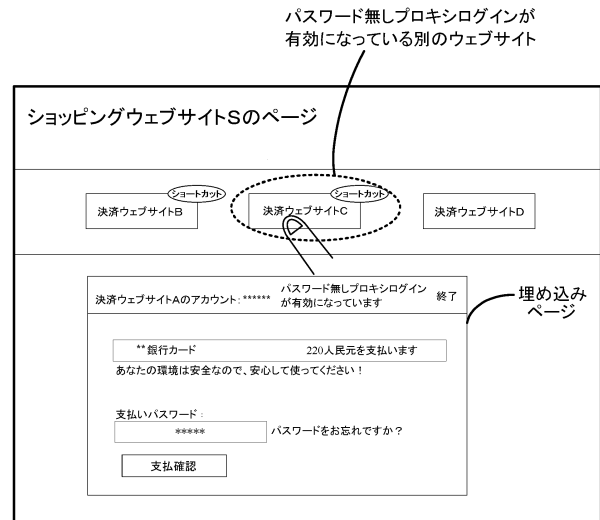 パスワード無しプロキシログインが
有効になっている別のウェブサイト
ショッピングウェブサイトSのページ
ショートカット
ショートカット
決済ウェブサイトB
決済ウェブサイトC
決済ウェブサイトD
決済ウェブサイトAのアカウント:******
パスワード無しプロキシログイン
が有効になっています
終了
埋め込み
ページ
**銀行カード
220人民元を支払います
あなたの環境は安全なので、安心して使ってください！
支払いパスワード:
*****
パスワードをお忘れですか？
支払確認